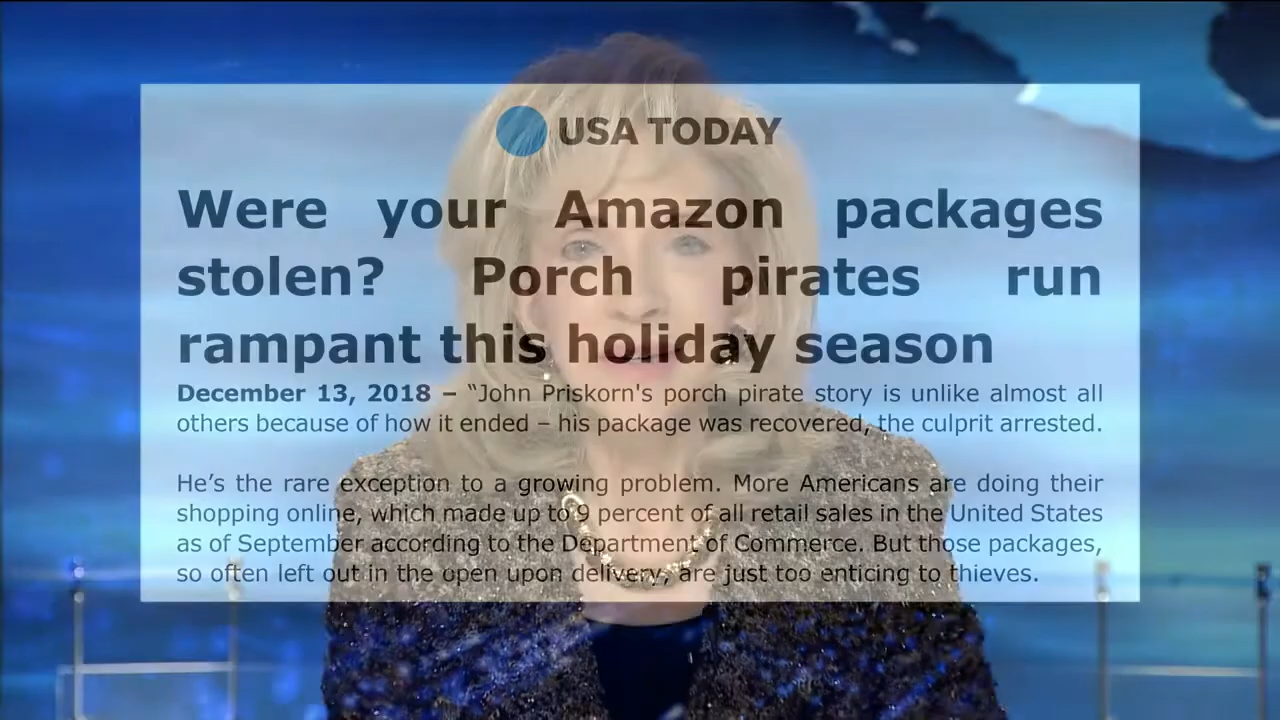 USA TODAY
Were your Amazon packages
stolen? Porch pirates run
rampant this holiday season
December 13, 2018 – “John Priskorn's porch pirate story is unlike almost all
others because of how it ended – his package was recovered, the culprit arrested.
He’s the rare exception to a growing problem. More Americans are doing their
shopping online, which made up to 9 percent of all retail sales in the United States
as of September according to the Department of Commerce. But those packages,
so often left out in the open upon delivery, are just too enticing to thieves.